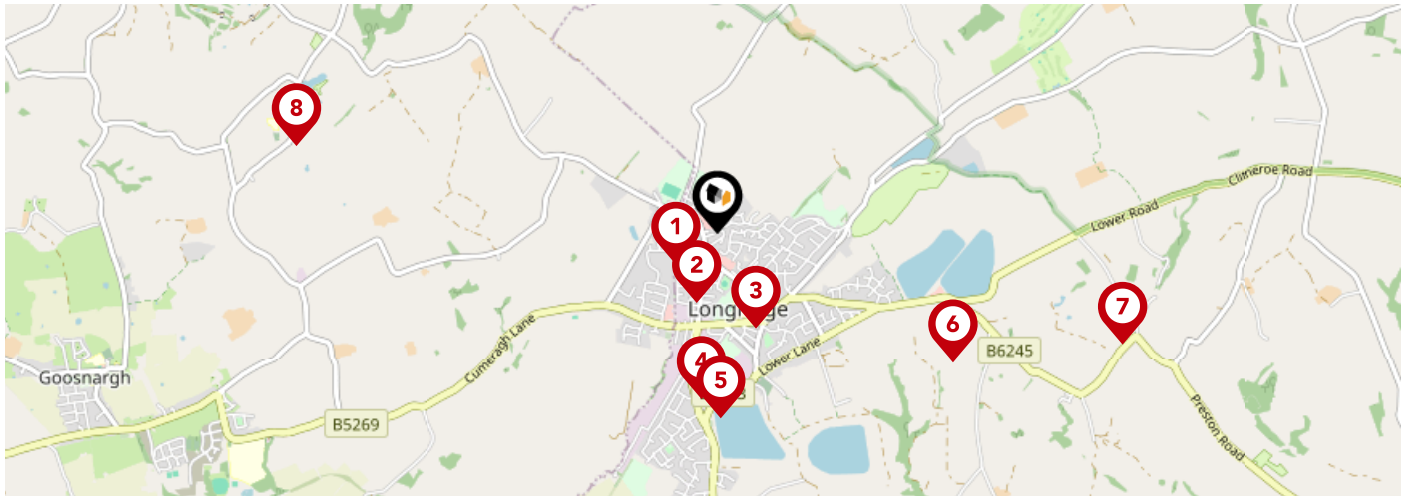 8
Clitheroe Road
Lower Road
1
2
3
7
6
Cumeragh Lane
Lower Lane
B6245
4
5
Goosnargh
B5269
Preston Road